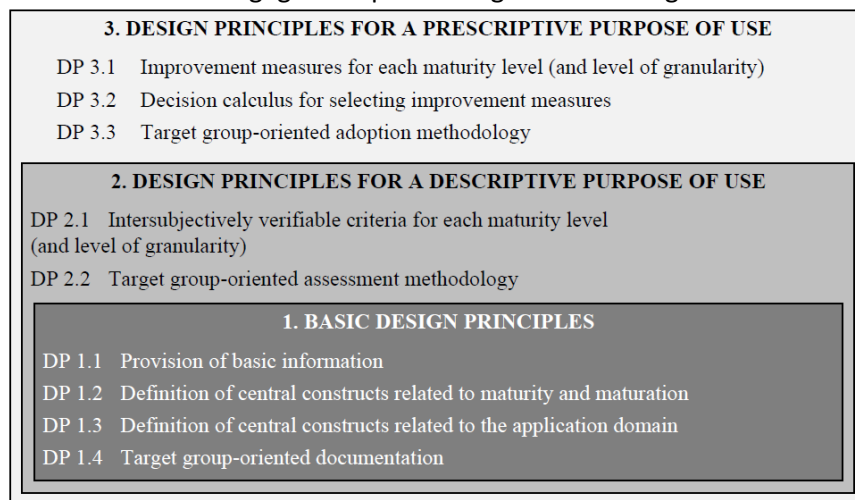 3. DESIGN PRINCIPLES FOR A PRESCRIPTIVE PURPOSE OF USE
DP 3.1 Improvement measures for each maturity level (and level of granularity)
DP 3.2 Decision calculus for selecting improvement measures
DP 3.3 Target group-oriented adoption methodology
2. DESIGN PRINCIPLES FOR A DESCRIPTIVE PURPOSE OF USE
DP 2.1 Intersubjectively verifiable criteria for each maturity level
(and level of granularity)
DP 2.2 Target group-oriented assessment methodology
1. BASIC DESIGN PRINCIPLES
DP 1.1 Provision of basic information
DP 1.2 Definition of central constructs related to maturity and maturation
DP 1.3 Definition of central constructs related to the application domain
DP 1.4 Target group-oriented documentation